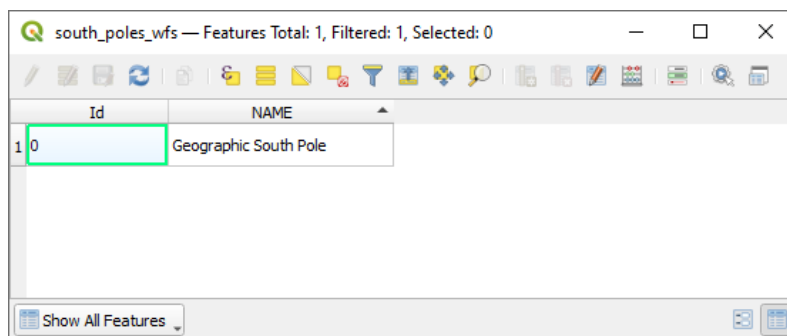 south_poles_wfs — Features Total: 1, Filtered: 1, Selected: 0
Id NAME
1 0 Geographic South Pole
Show All Features